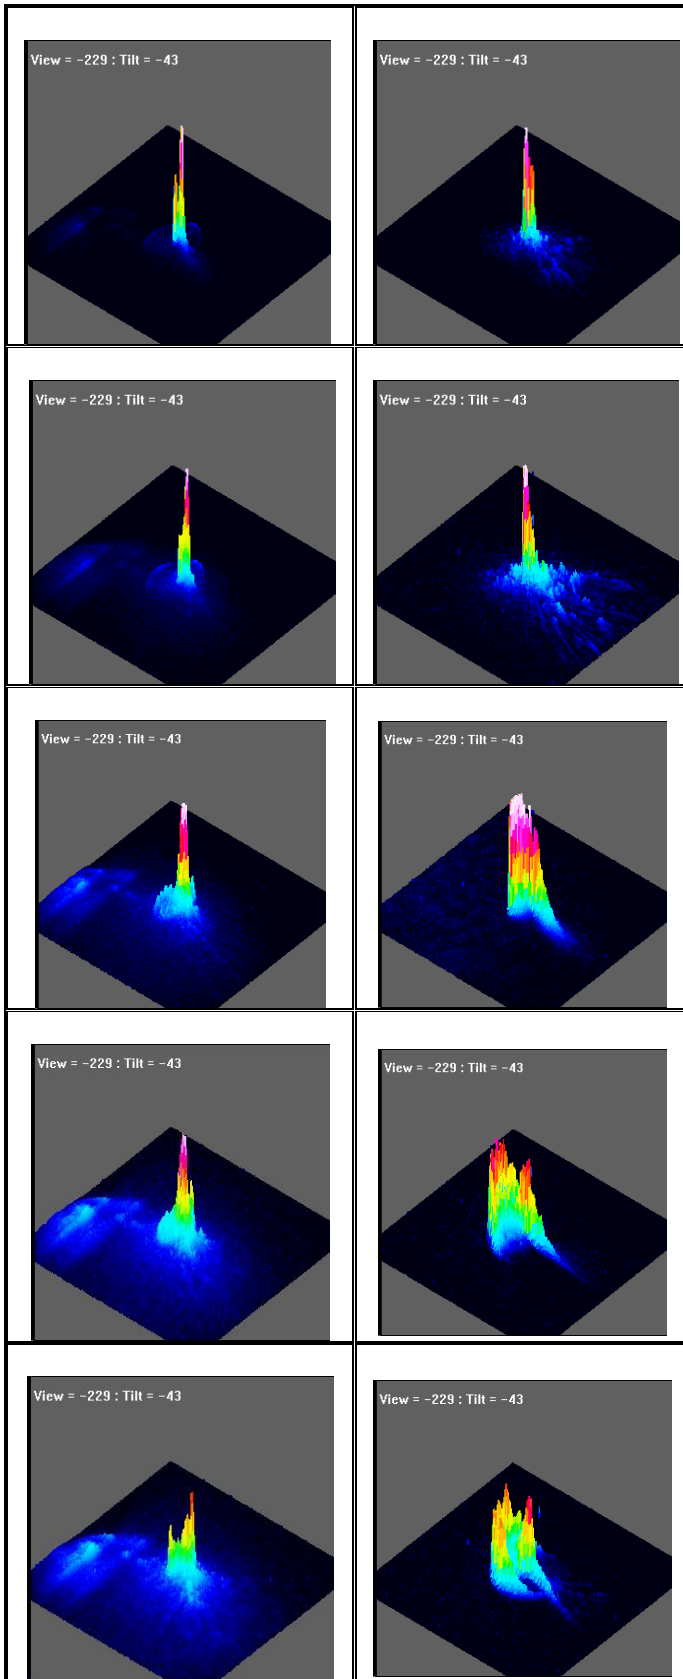 View = -229 : Tilt = -43
View = -229 : Tilt = -43
View = -229 : Tilt = -43
View = -229 : Tilt = -43
View = -229 : Tilt = -43
View = -229 : Tilt = -43
View = -229 : Tilt = -43
View = -229 : Tilt = -43
View = -229 : Tilt = -43
View = -229 : Tilt = -43